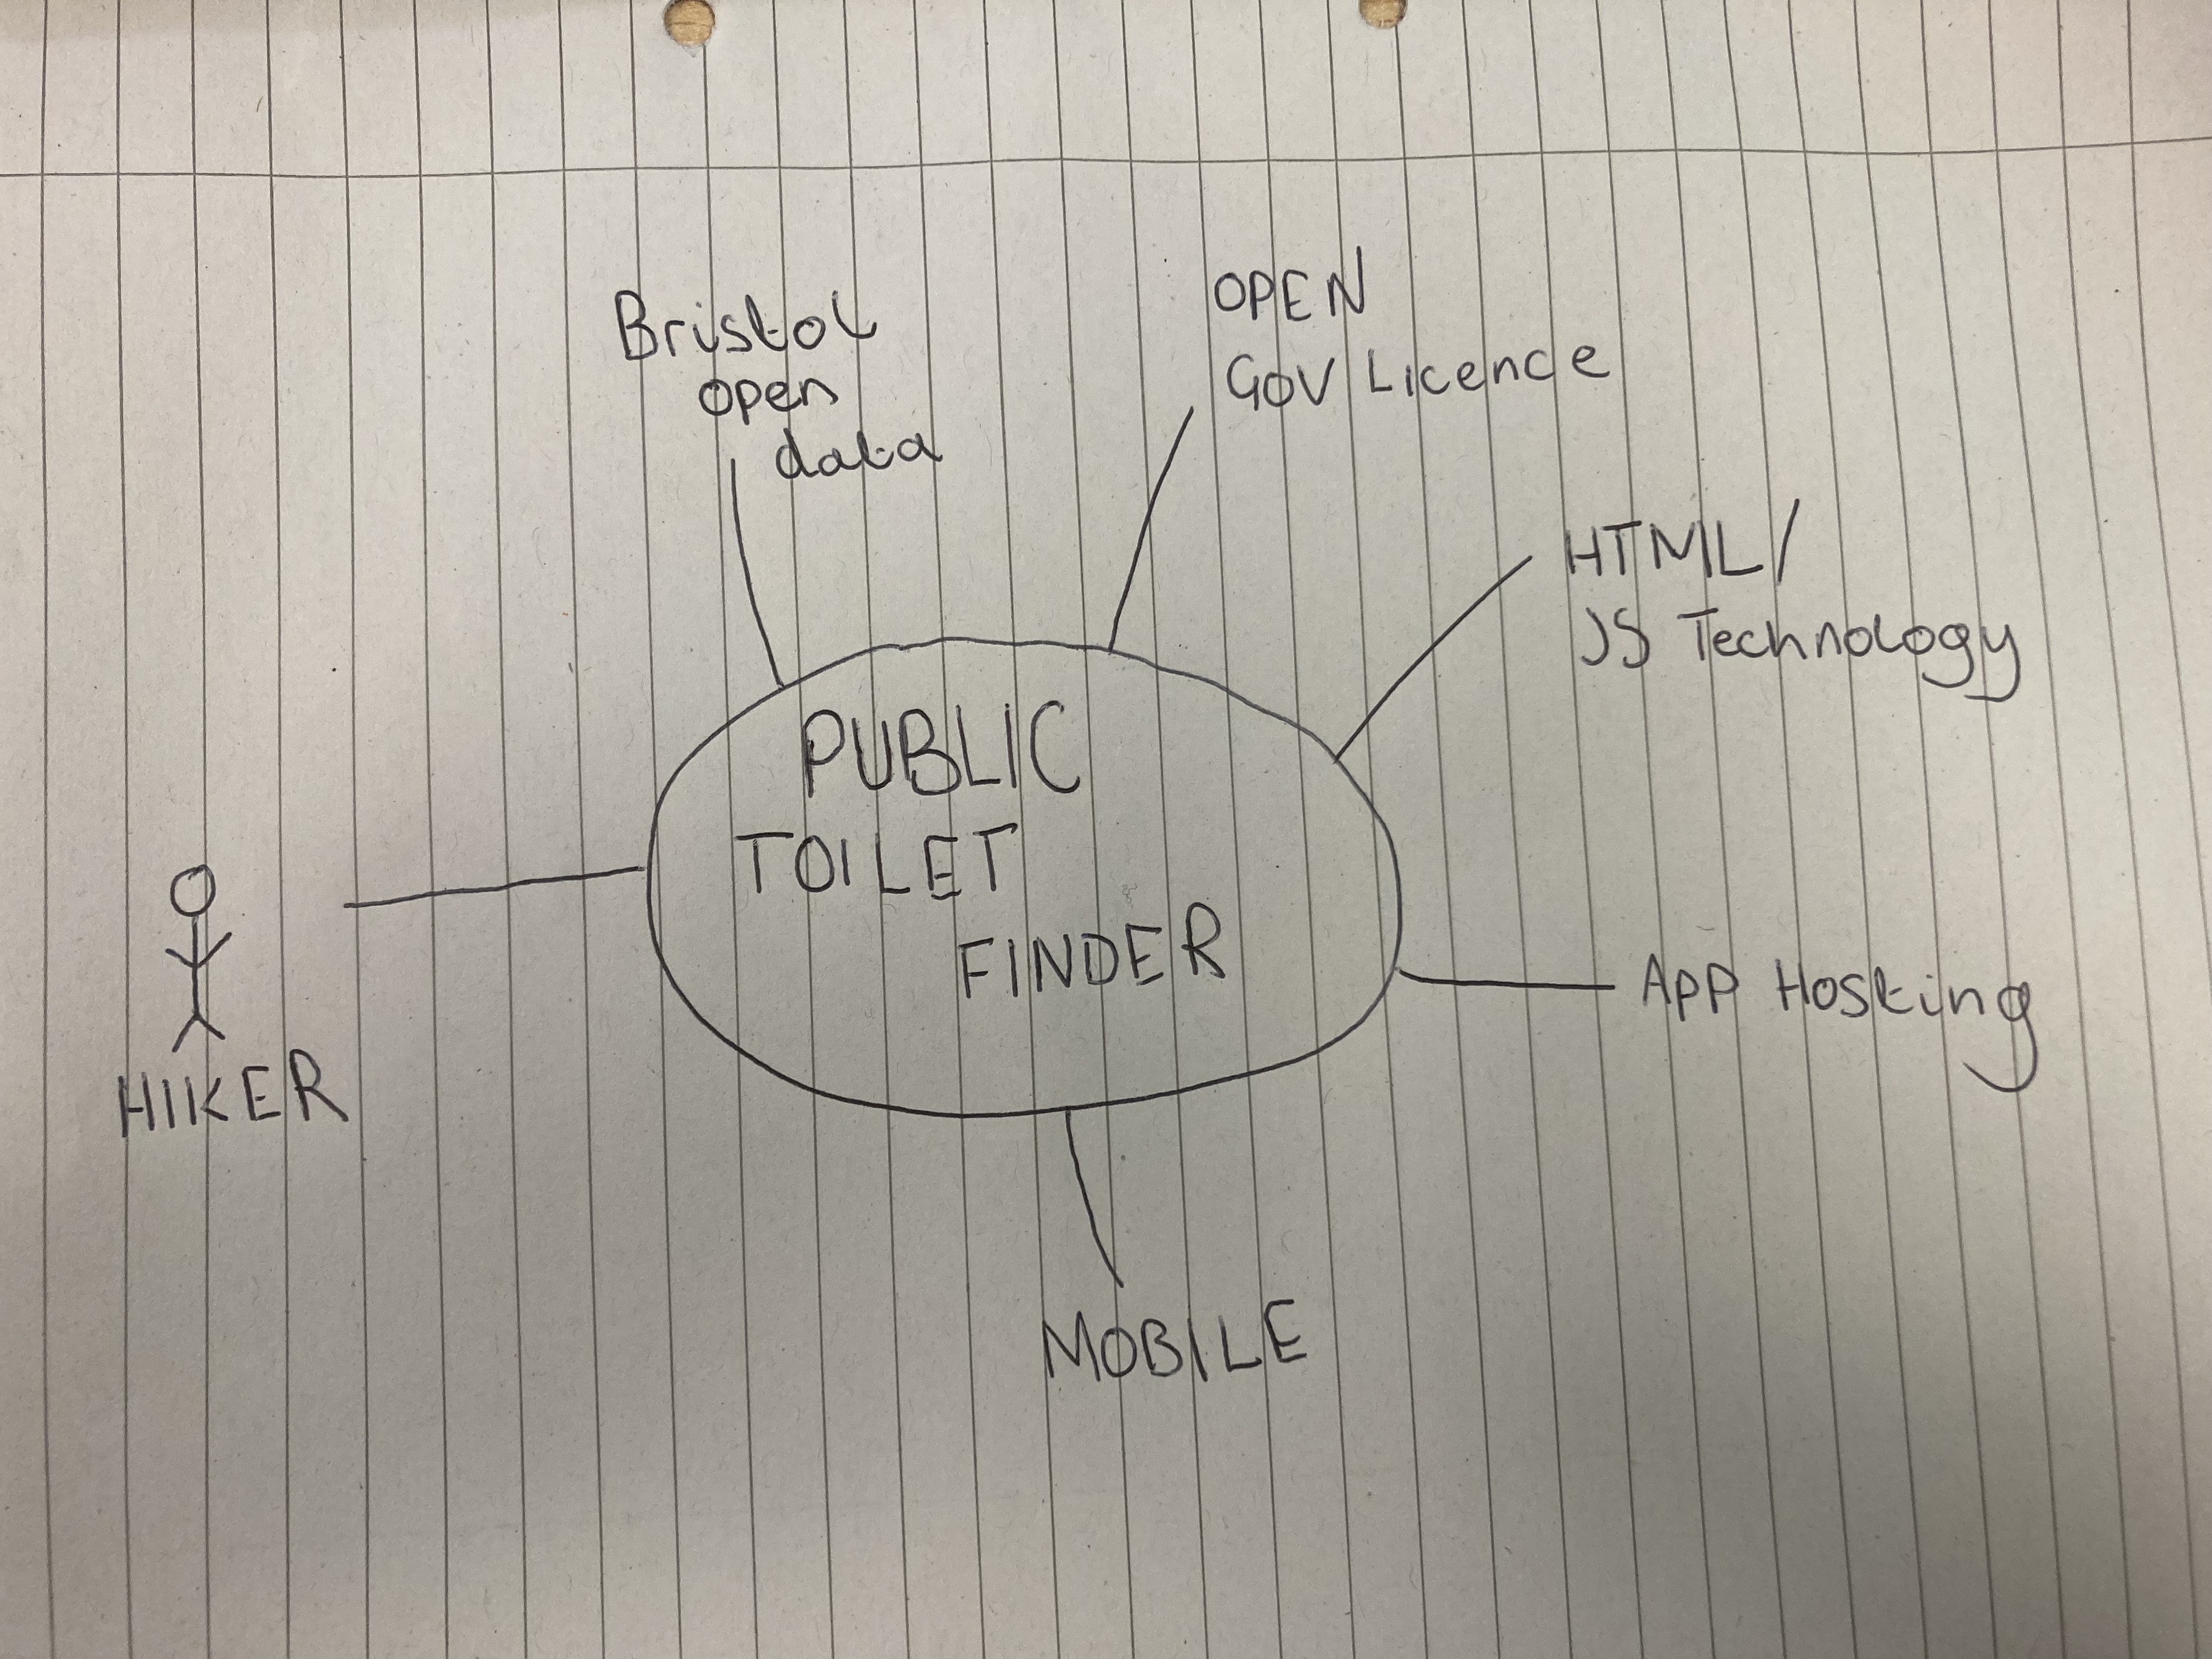 Bristol
open
data
OPEN
GOV Licence
HTML/
JS Technology
PUBLIC
TOILET
FINDER
HIKER
APP Hosting
MOBILE